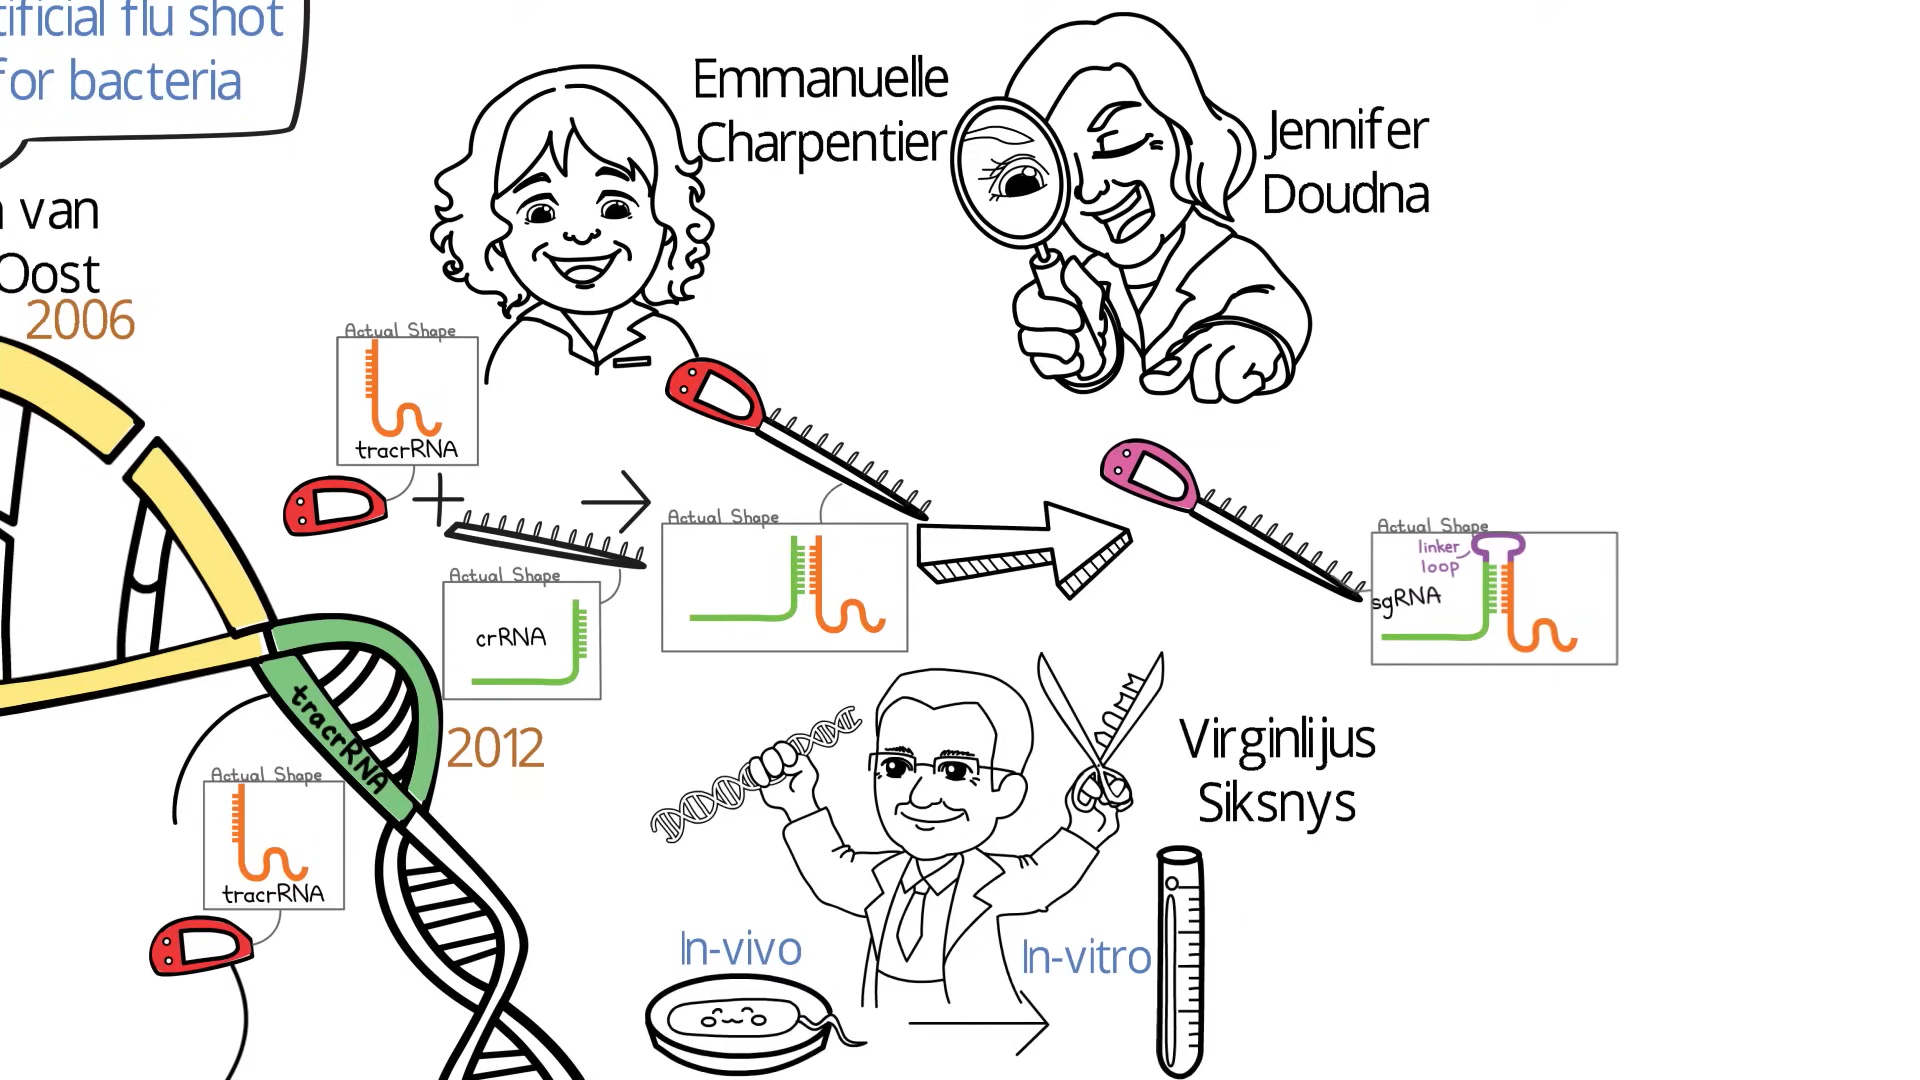 tificial flu shot
for bacteria
van
Oost
2006
Emmanuelle
Charpentier
Jennifer
Doudna
Actual Shape
tracrRNA
Actual Shape
crRNA
Actual Shape
Actual Shape
linker
loop
sgRNA
tracrRNA
2012
Actual Shape
tracrRNA
Virginlijus
Siksnys
In-vivo
In-vitro